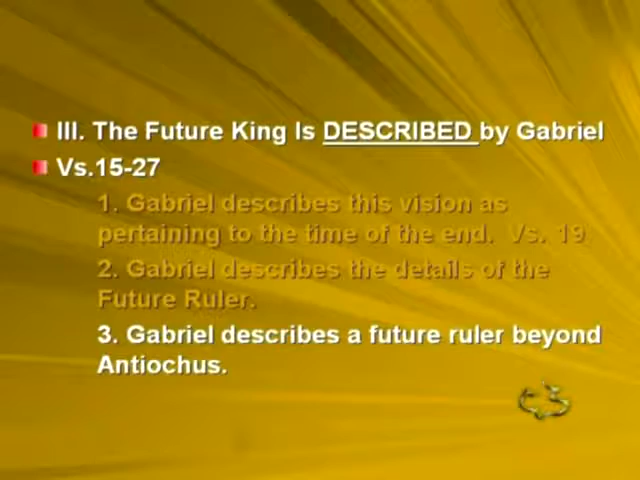 III. The Future King Is DESCRIBED by Gabriel
Vs.15-27
1. Gabriel describes this vision as
pertaining to the time of the end. Vs. 19
2. Gabriel describes the details of the
Future Ruler.
3. Gabriel describes a future ruler beyond
Antiochus.